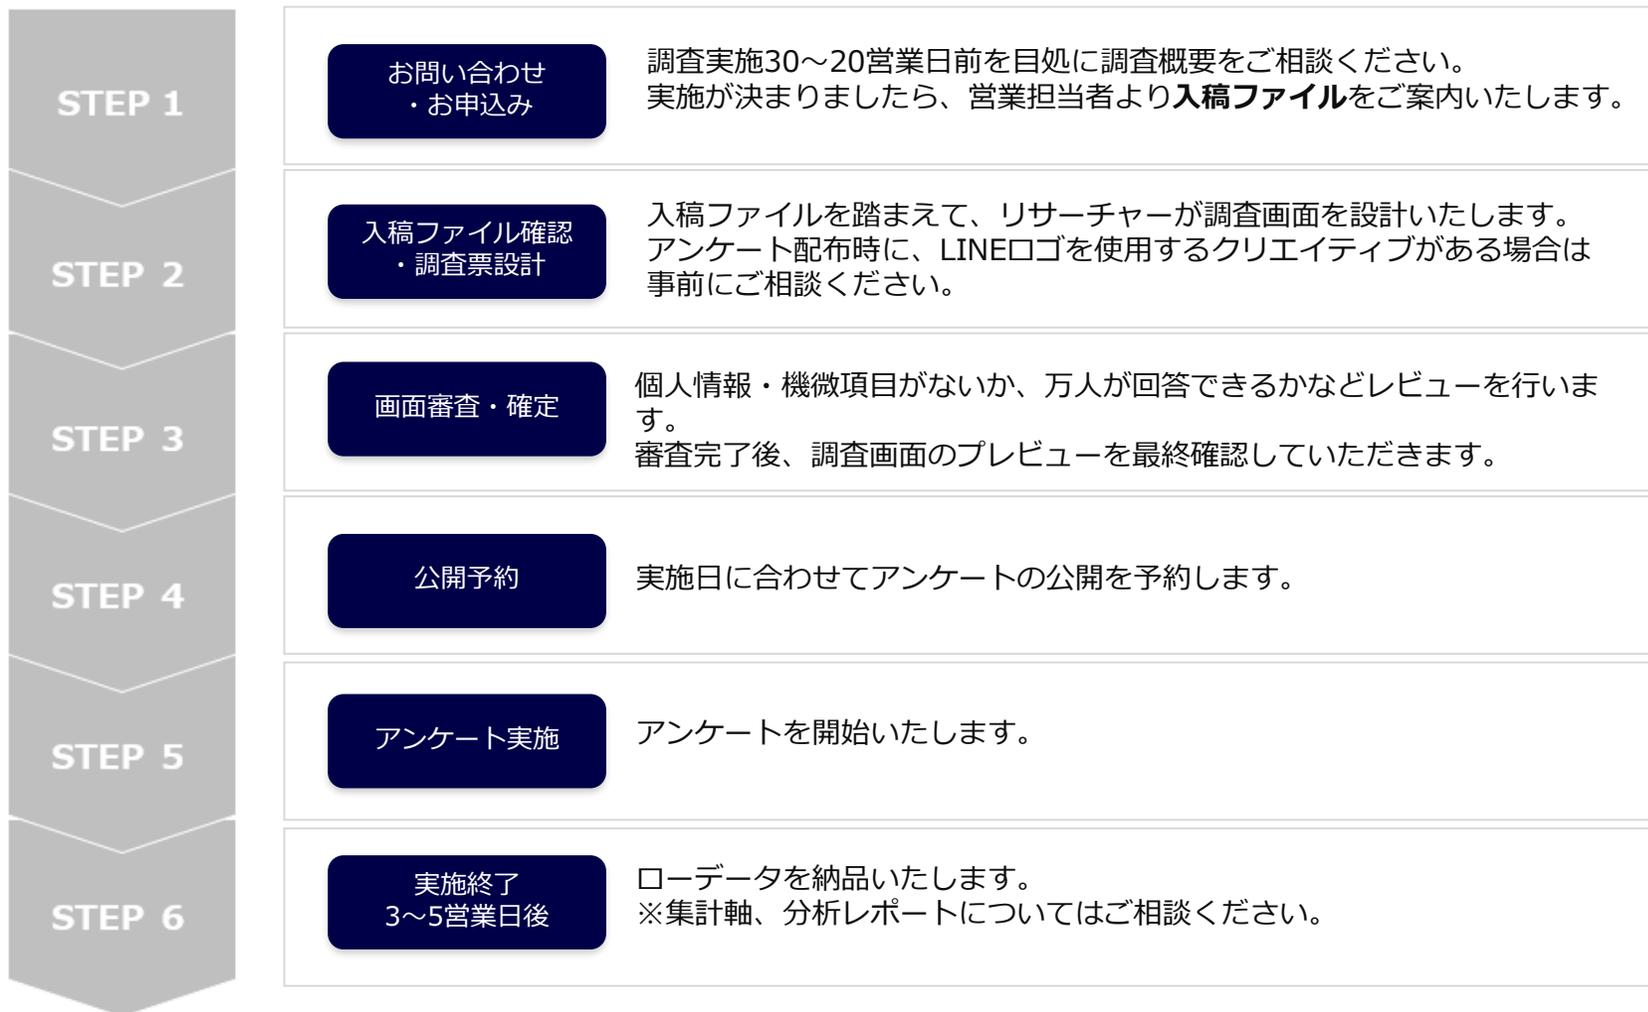 STEP 1
お問い合わせ
・お申込み
調査実施30～20営業日前を目処に調査概要をご相談ください。
実施が決まりましたら、営業担当者より入稿ファイルをご案内いたします。
STEP 2
入稿ファイル確認
・調査票設計
入稿ファイルを踏まえて、リサーチャーが調査画面を設計いたします。
アンケート配布時に、LINEロゴを使用するクリエイティブがある場合は
事前にご相談ください。
STEP 3
画面審査・確定
個人情報・機微項目がないか、万人が回答できるかなどレビューを行いま
す。
審査完了後、調査画面のプレビューを最終確認していただきます。
STEP 4
公開予約
実施日に合わせてアンケートの公開を予約します。
STEP 5
アンケート実施
アンケートを開始いたします。
STEP 6
実施終了
3～5営業日後
ローデータを納品いたします。
※集計軸、分析レポートについてはご相談ください。